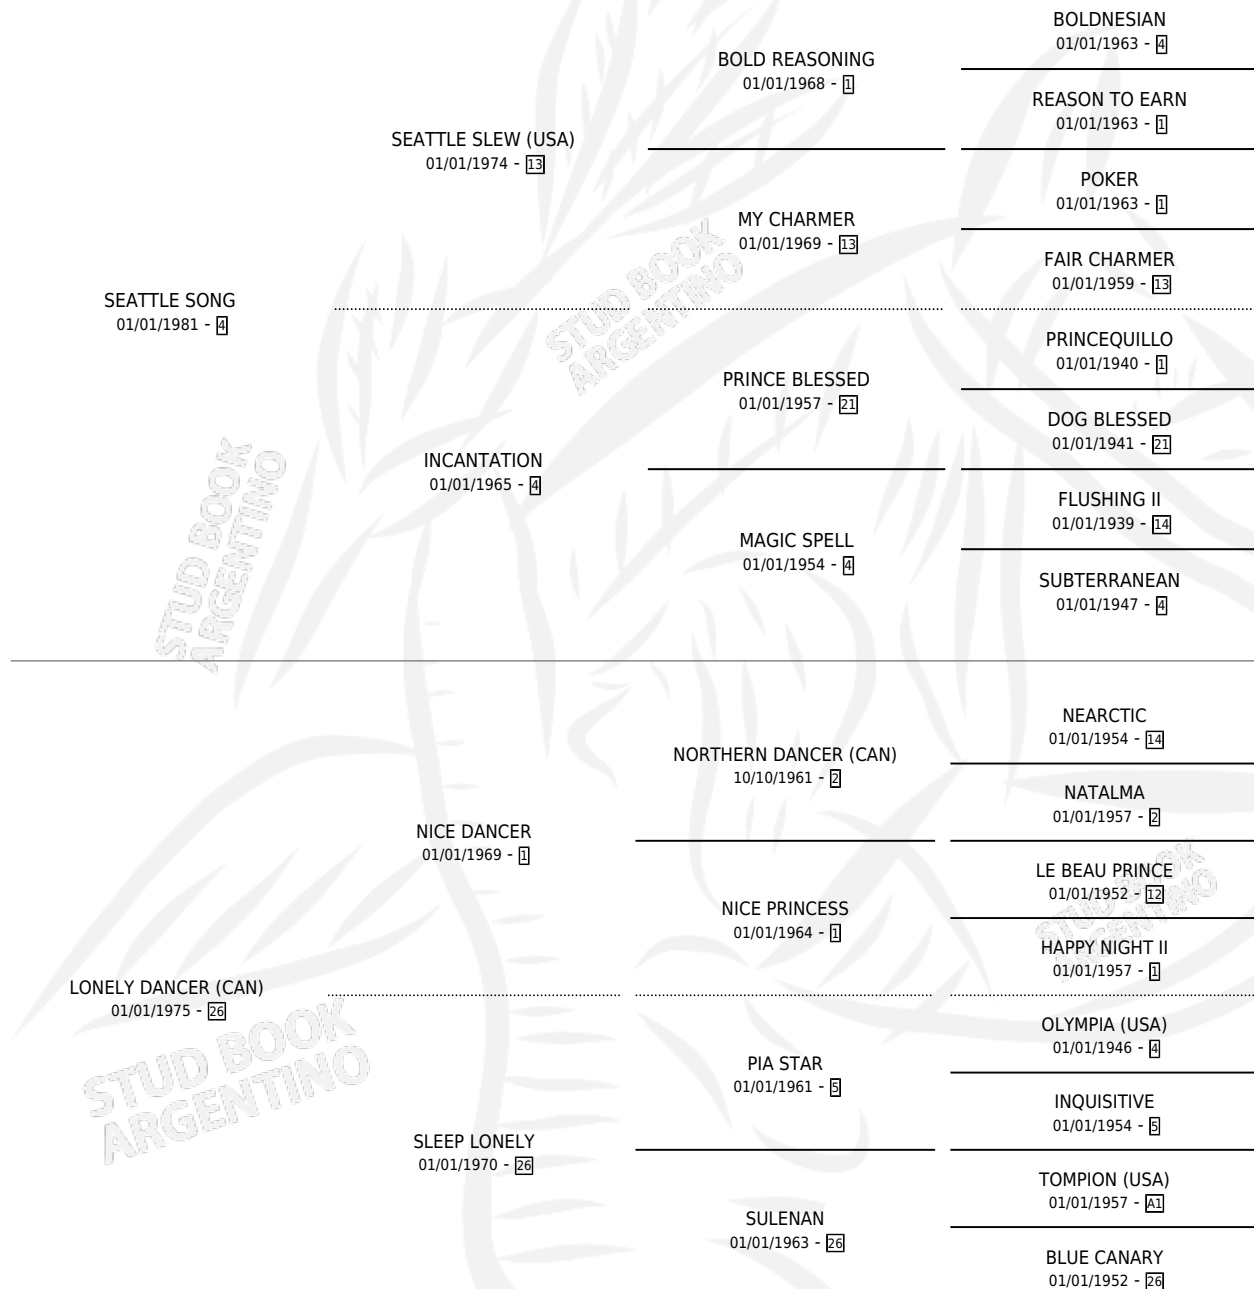 BOLDNESIAN
01/01/1963 - 4
BOLD REASONING
01/01/1968 - 1
REASON TO EARN
01/01/1963 - 1
SEATTLE SLEW (USA)
01/01/1974 - 13
POKER
01/01/1963 - 1
MY CHARMER
01/01/1969 - 13
FAIR CHARMER
01/01/1959 - 13
STUD BOOK
ARGENTINO
SEATTLE SONG
01/01/1981 - 4
PRINCEQUILLO
01/01/1940 - 1
PRINCE BLESSED
01/01/1957 - 21
DOG BLESSED
01/01/1941 - 21
INCANTATION
01/01/1965 - 4
FLUSHING II
01/01/1939 - 14
MAGIC SPELL
01/01/1954 - 4
SUBTERRANEAN
01/01/1947 - 4
STUD BOOK
ARGENTINO
NEARCTIC
01/01/1954 - 14
NORTHERN DANCER (CAN)
10/10/1961 - 2
NATALMA
01/01/1957 - 2
NICE DANCER
01/01/1969 - 1
LE BEAU PRINCE
01/01/1952 - 12
NICE PRINCESS
01/01/1964 - 1
HAPPY NIGHT II
01/01/1957 - 1
STUD BOOK
ARGENTINO
LONELY DANCER (CAN)
01/01/1975 - 26
OLYMPIA (USA)
01/01/1946 - 4
PIA STAR
01/01/1961 - 5
INQUISITIVE
01/01/1954 - 5
STUD BOOK
ARGENTINO
SLEEP LONELY
01/01/1970 - 26
TOMPION (USA)
01/01/1957 - A1
SULENAN
01/01/1963 - 26
BLUE CANARY
01/01/1952 - 26